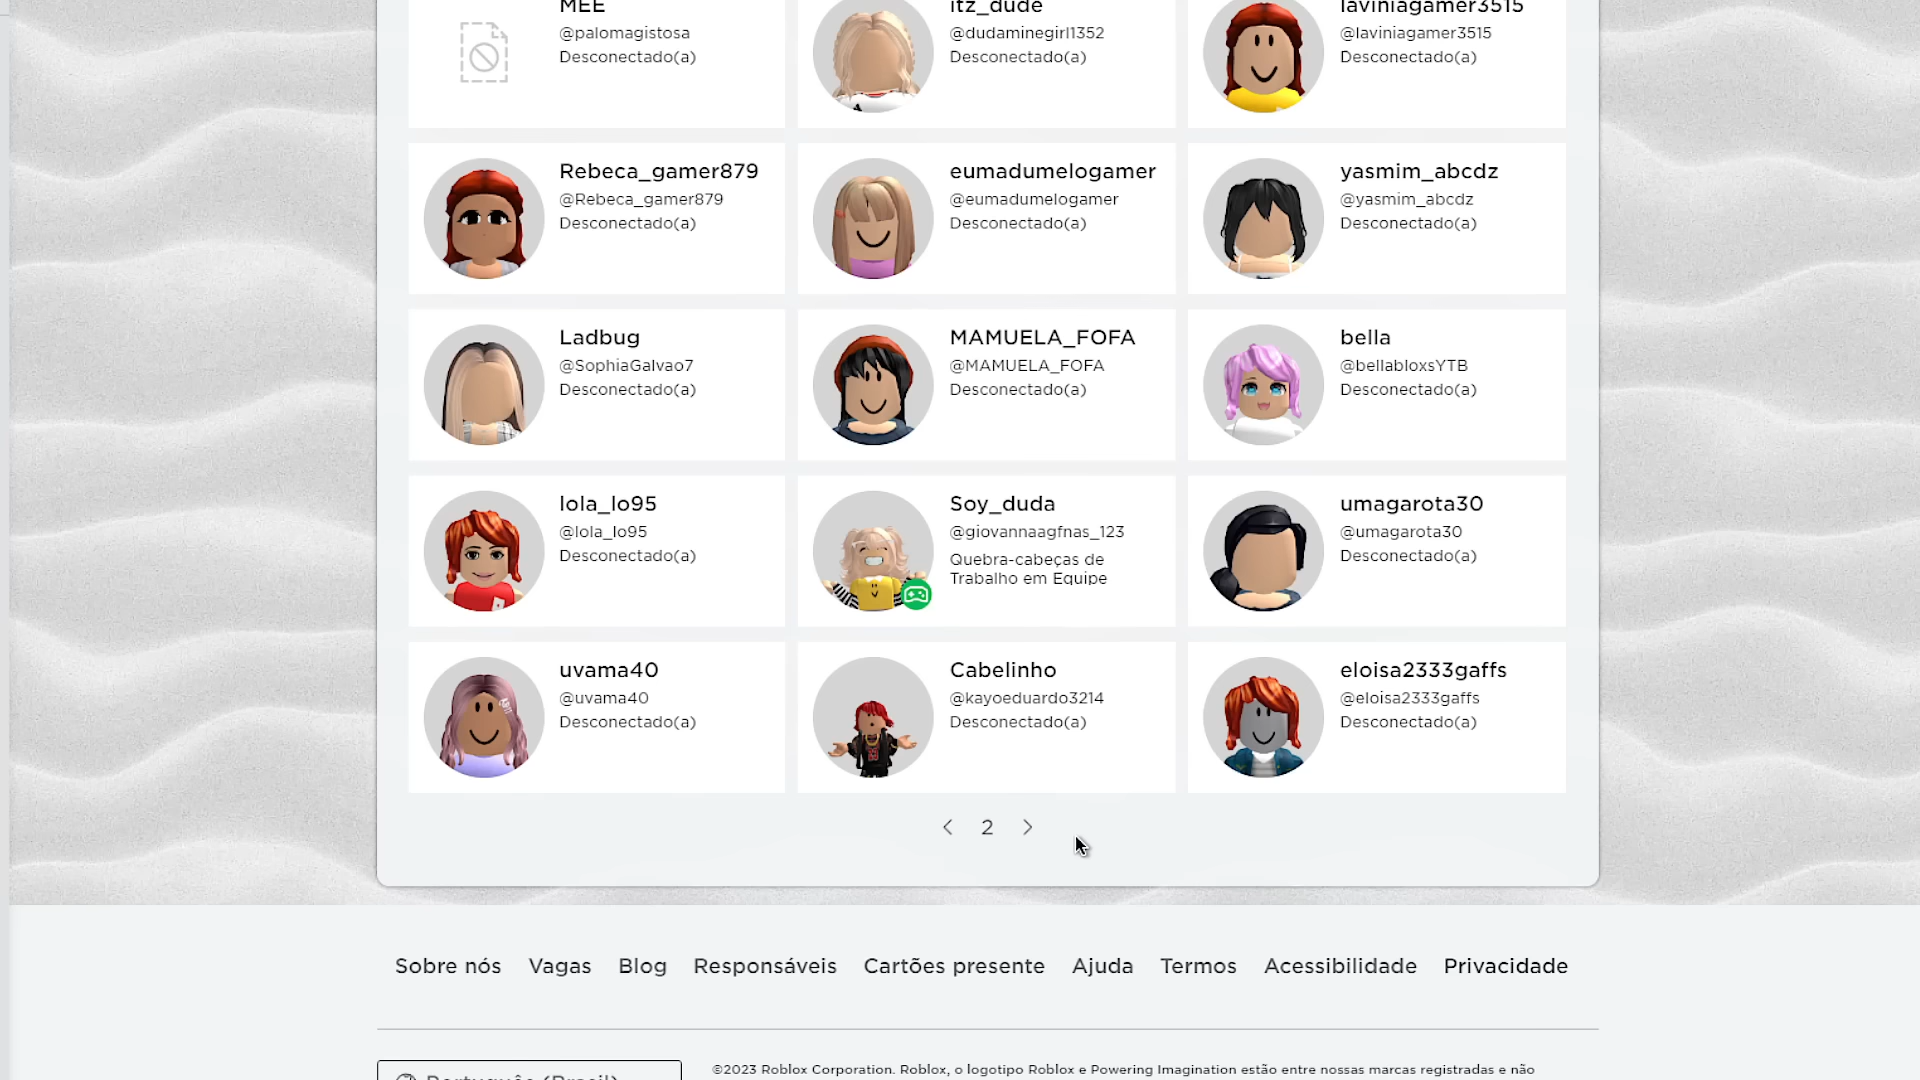 MEE
@palomagistosa
Desconectado(a)
itz_dude
@dudaminegirl1352
Desconectado(a)
laviniagamer3515
@laviniagamer3515
Desconectado(a)
Rebeca_gamer879
@Rebeca_gamer879
Desconectado(a)
eumadumelogamer
@eumadumelogamer
Desconectado(a)
yasmim_abcdz
@yasmim_abcdz
Desconectado(a)
Ladbug
@SophiaGalvao7
Desconectado(a)
MAMUELA_FOFA
@MAMUELA_FOFA
Desconectado(a)
bella
@bellabloxsYTB
Desconectado(a)
lola_lo95
@lola_lo95
Desconectado(a)
Soy_duda
@giovannaagfnas_123
Quebra-cabeças de
Trabalho em Equipe
umagarota30
@umagarota30
Desconectado(a)
uvama40
@uvama40
Desconectado(a)
Cabelinho
@kayoeduardo3214
Desconectado(a)
eloisa2333gaffs
@eloisa2333gaffs
Desconectado(a)
2
Sobre nós Vagas Blog Responsáveis Cartões presente Ajuda Termos Acessibilidade Privacidade
Português (Brasil)
©2023 Roblox Corporation. Roblox, o logotipo Roblox e Powering Imagination estão entre nossas marcas registradas e não